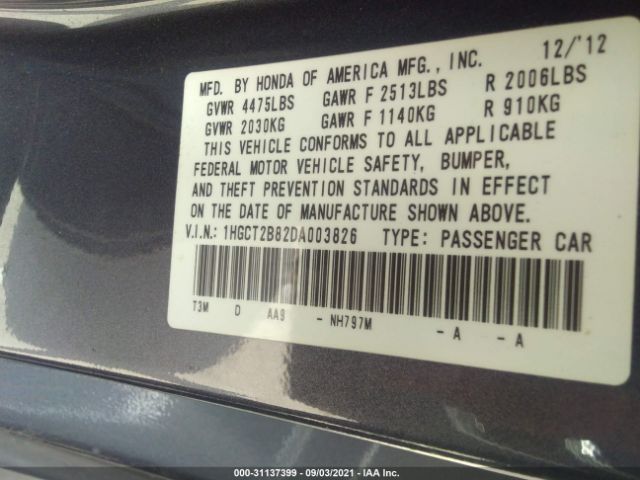 MFD. BY HONDA OF AMERICA MFG., INC. 12/'12
GVWR 4475LBS GAWR F 2513LBS R 2006LBS
GVWR 2030KG GAWR F 1140KG R 910KG
THIS VEHICLE CONFORMS TO ALL APPLICABLE
FEDERAL MOTOR VEHICLE SAFETY, BUMPER,
AND THEFT PREVENTION STANDARDS IN EFFECT
ON THE DATE OF MANUFACTURE SHOWN ABOVE.
V.I.N.: 1HGCT2B82DA003826 TYPE: PASSENGER CAR
T3M D AA9 - NH797M - A - A
000-31137399 - 09/03/2021 - IAA Inc.